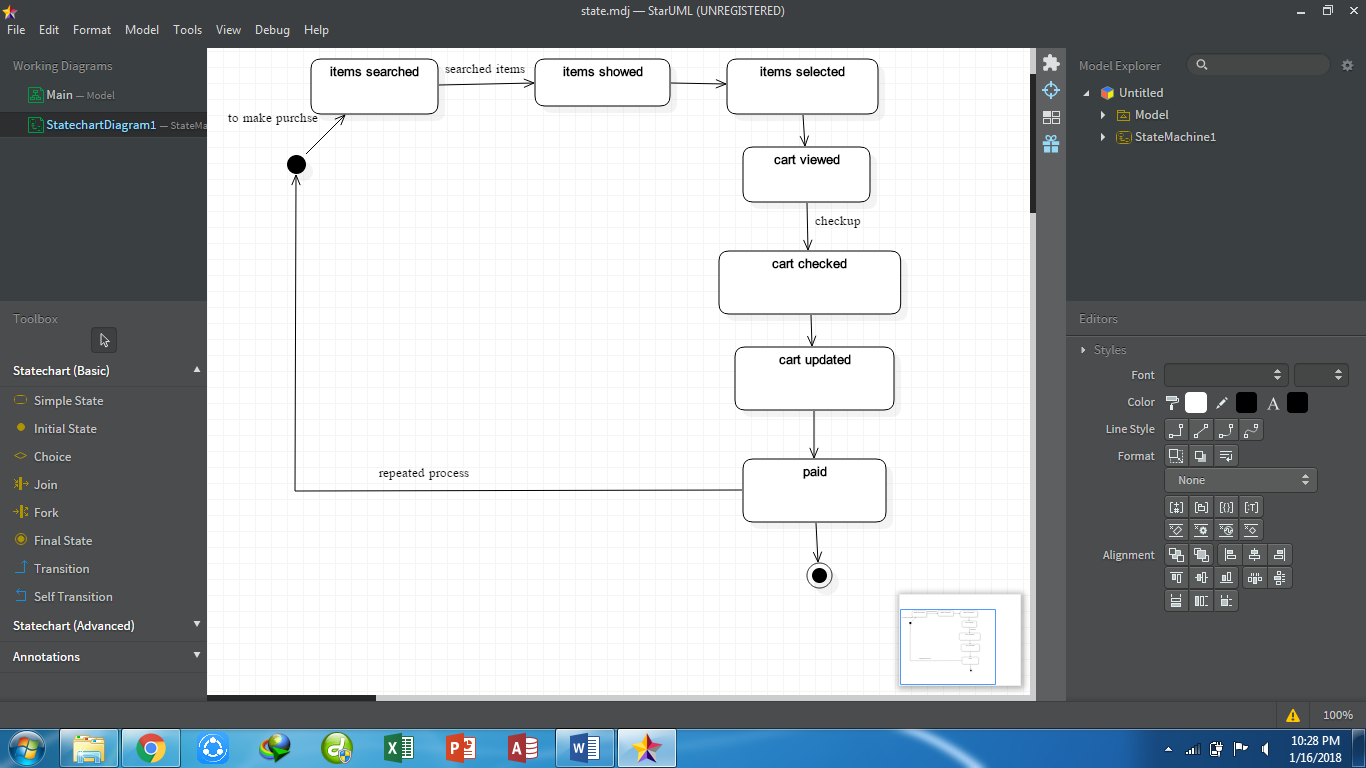 state.mdj — StarUML (UNREGISTERED)
File Edit Format Model Tools View Debug Help
Working Diagrams
Main — Model
StatechartDiagram1 — StateMa
Toolbox
Statechart (Basic)
Simple State
Initial State
Choice
Join
Fork
Final State
Transition
Self Transition
Statechart (Advanced)
Annotations
items searched
searched items
items showed
items selected
to make purchse
cart viewed
checkup
cart checked
cart updated
repeated process
paid
Model Explorer
Untitled
Model
StateMachine1
Editors
Styles
Font
Color
A
Line Style
Format
None
Alignment
100%
10:28 PM
1/16/2018